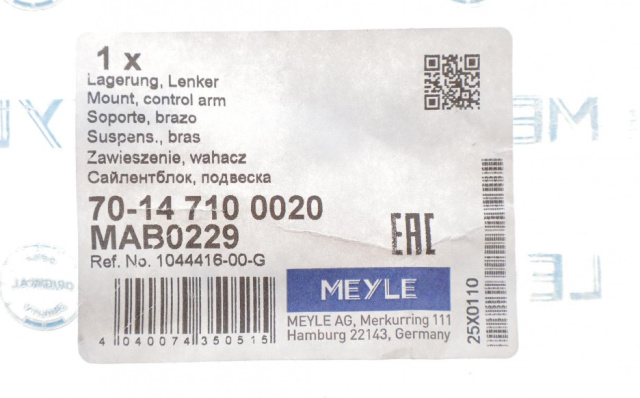 1 x
Lagerung, Lenker
Mount, control arm
Soporte, brazo
Suspens., bras
Zawieszenie, wahacz
Сайлентблок, подвеска
70-14 710 0020
MAB0229
Ref. No. 1044416-00-G
EAC
MEYLE
MEYLE AG, Merkurring 111
Hamburg 22143, Germany
4 040074 350515
25X0110